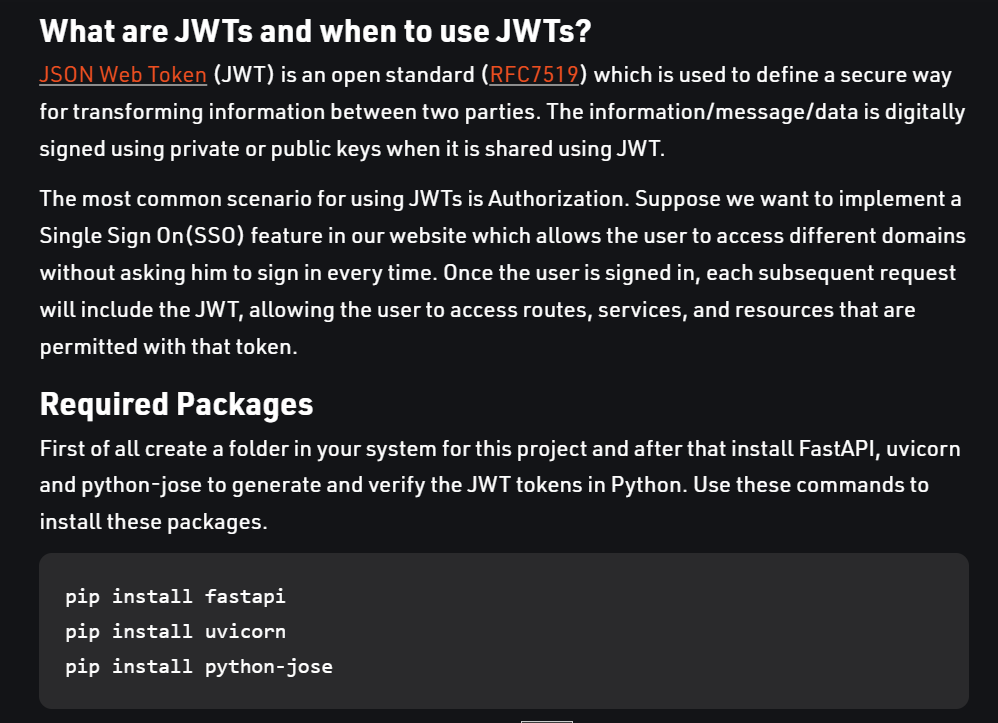 What are JWTs and when to use JWTs?
JSON Web Token (JWT) is an open standard (RFC7519) which is used to define a secure way
for transforming information between two parties. The information/message/data is digitally
signed using private or public keys when it is shared using JWT.
The most common scenario for using JWTs is Authorization. Suppose we want to implement a
Single Sign On(SSO) feature in our website which allows the user to access different domains
without asking him to sign in every time. Once the user is signed in, each subsequent request
will include the JWT, allowing the user to access routes, services, and resources that are
permitted with that token.
Required Packages
First of all create a folder in your system for this project and after that install FastAPI, uvicorn
and python-jose to generate and verify the JWT tokens in Python. Use these commands to
install these packages.
pip install fastapi
pip install uvicorn
pip install python-jose